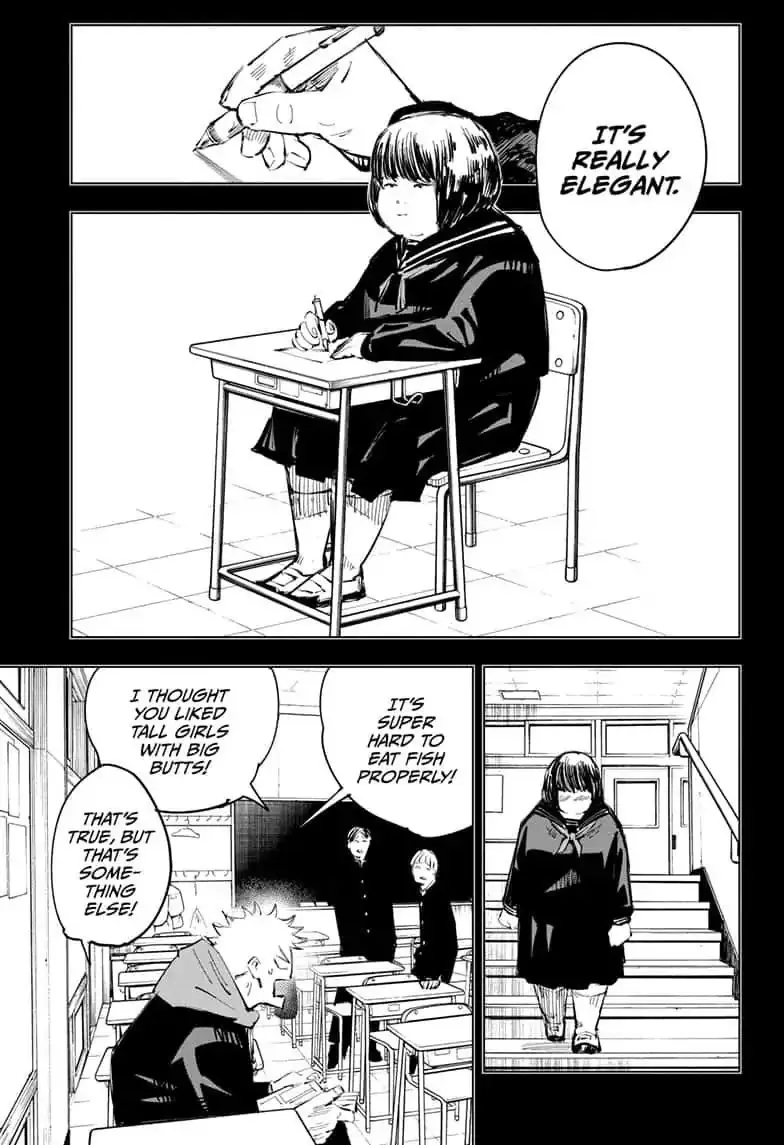 IT'S
REALLY
ELEGANT.
IT'S
SUPER
HARD TO
EAT FISH
PROPERLY!
I THOUGHT
YOU LIKED
TALL GIRLS
WITH BIG
BUTTS!
THAT'S
TRUE, BUT
THAT'S
SOME-
THING
ELSE!